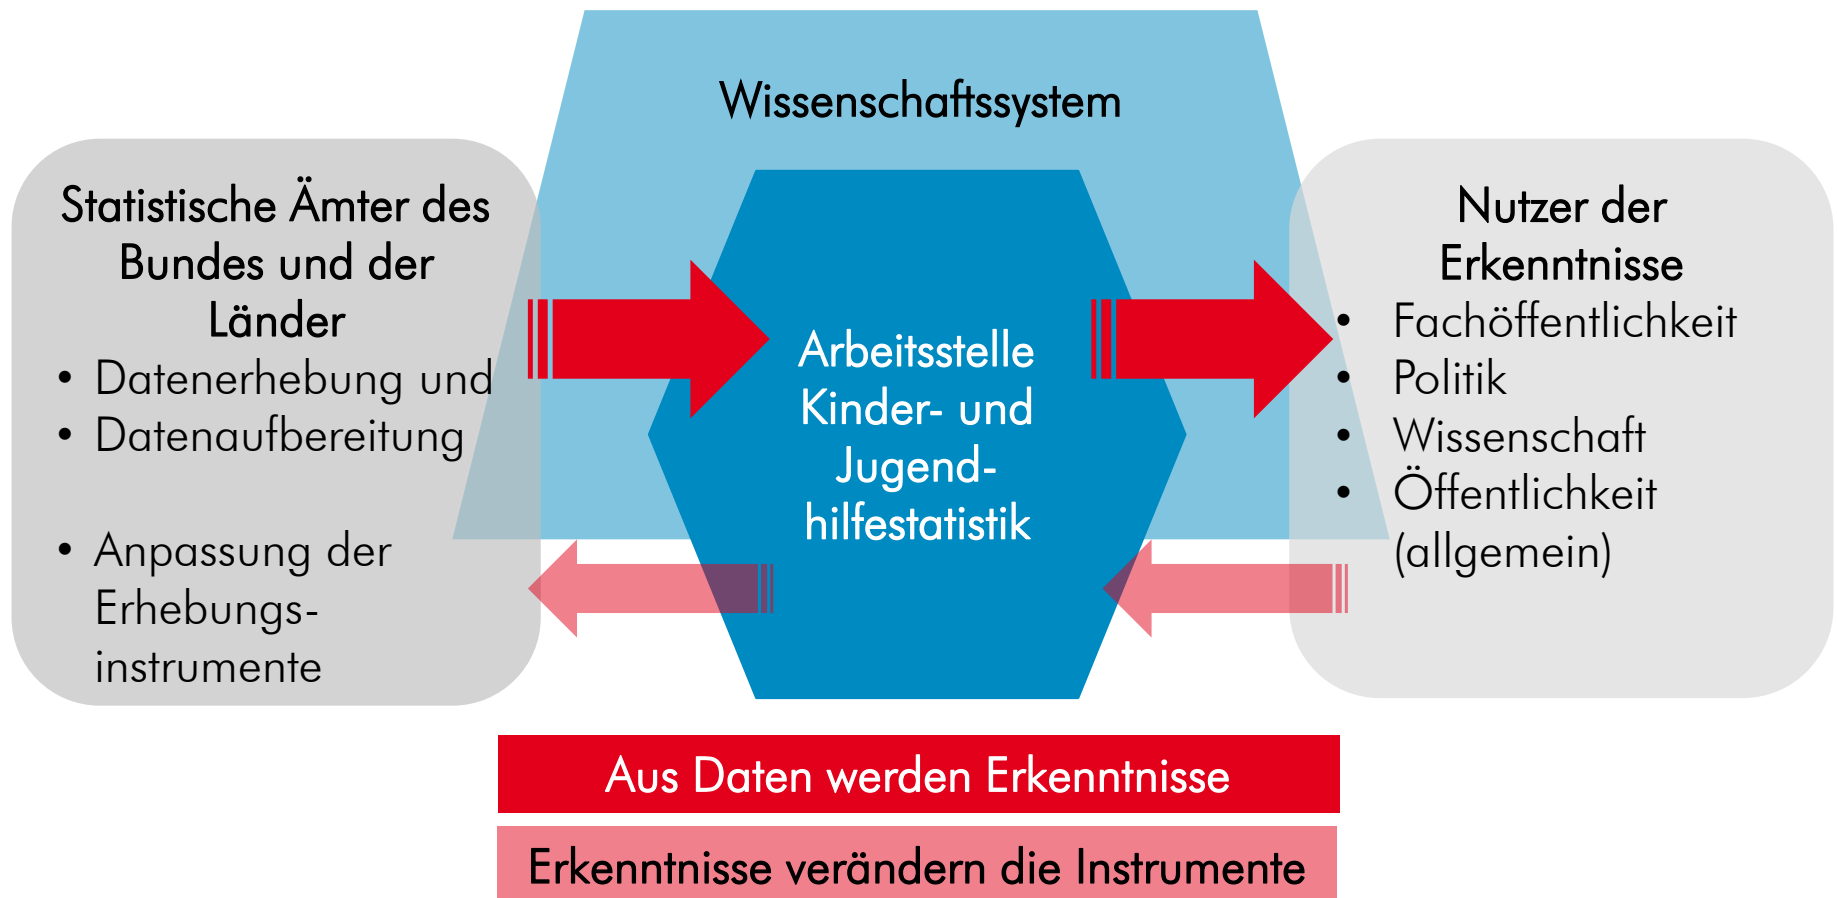 Wissenschaftssystem
Statistische Ämter des
Bundes und der
Länder
• Datenerhebung und
• Datenaufbereitung
• Anpassung der
Erhebungs-
instrumente
Arbeitsstelle
Kinder- und
Jugend-
hilfestatistik
Nutzer der
Erkenntnisse
• Fachöffentlichkeit
• Politik
• Wissenschaft
• Öffentlichkeit
(allgemein)
Aus Daten werden Erkenntnisse
Erkenntnisse verändern die Instrumente